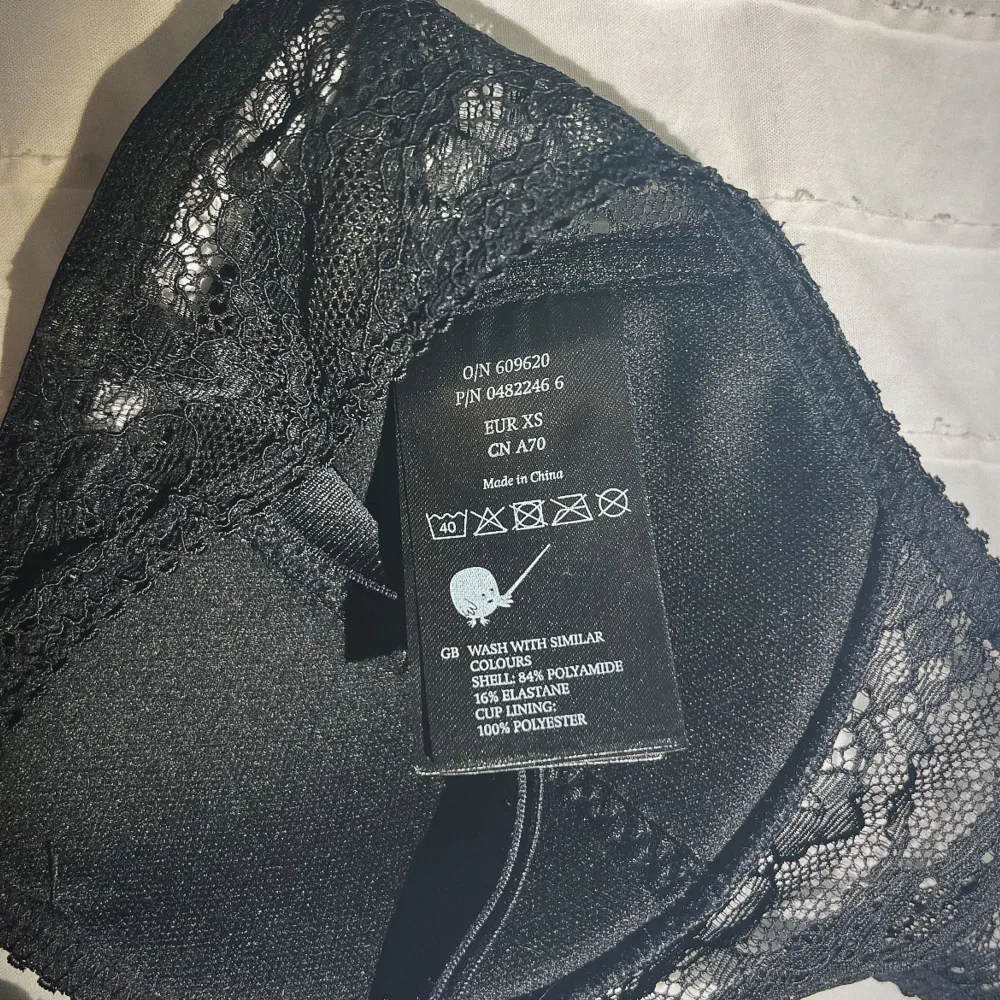 O/N 609620
P/N 0482246 6
EUR XS
CN A70
Made in China
40
GB WASH WITH SIMILAR
COLOURS
SHELL: 84% POLYAMIDE
16% ELASTANE
CUP LINING:
100% POLYESTER